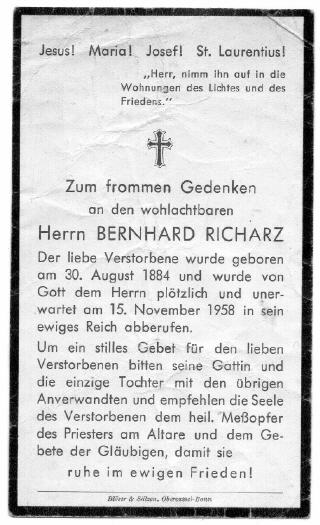 Jesus! Maria! Josef! St. Laurentius!
„Herr, nimm ihn auf in die
Wohnungen des Lichtes und des
Friedens."
Zum frommen Gedenken
an den wohlachtbaren
Herrn BERNHARD RICHARZ
Der liebe Verstorbene wurde geboren
am 30. August 1884 und wurde von
Gott dem Herrn plötzlich und uner-
wartet am 15. November 1958 in sein
ewiges Reich abberufen.
Um ein stilles Gebet für den lieben
Verstorbenen bitten seine Gattin und
die einzige Tochter mit den übrigen
Anverwandten und empfehlen die Seele
des Verstorbenen dem heil. Meßopfer
des Priesters am Altare und dem Ge-
bete der Gläubigen, damit sie
ruhe im ewigen Frieden!
& Oberkassel-Bonn